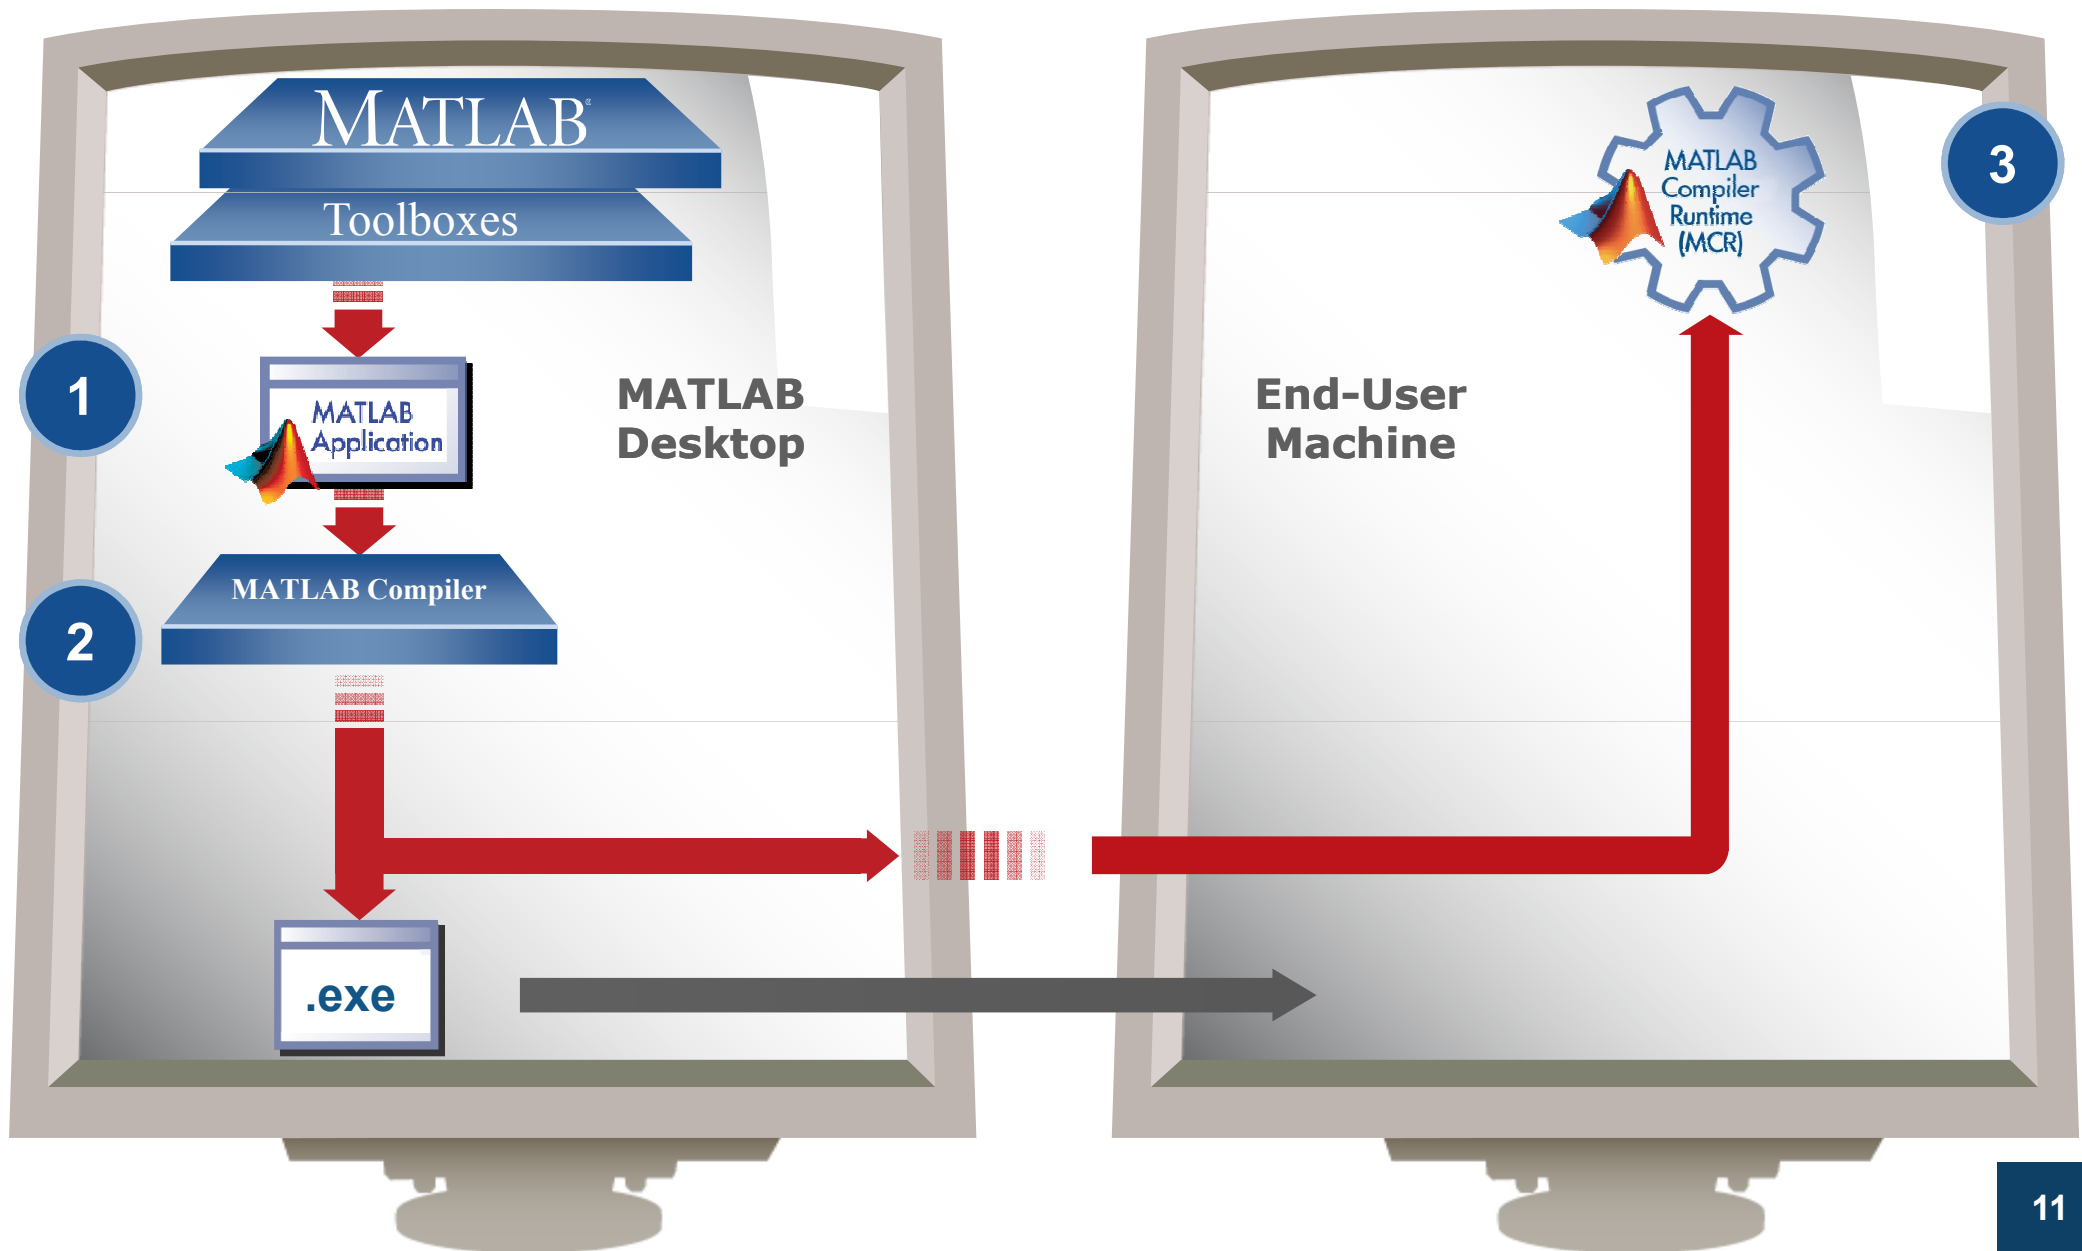 MATLAB®
Toolboxes
1
MATLAB
Application
MATLAB
Desktop
2
MATLAB Compiler
.exe
End-User
Machine
MATLAB
Compiler
Runtime
(MCR)
3
11